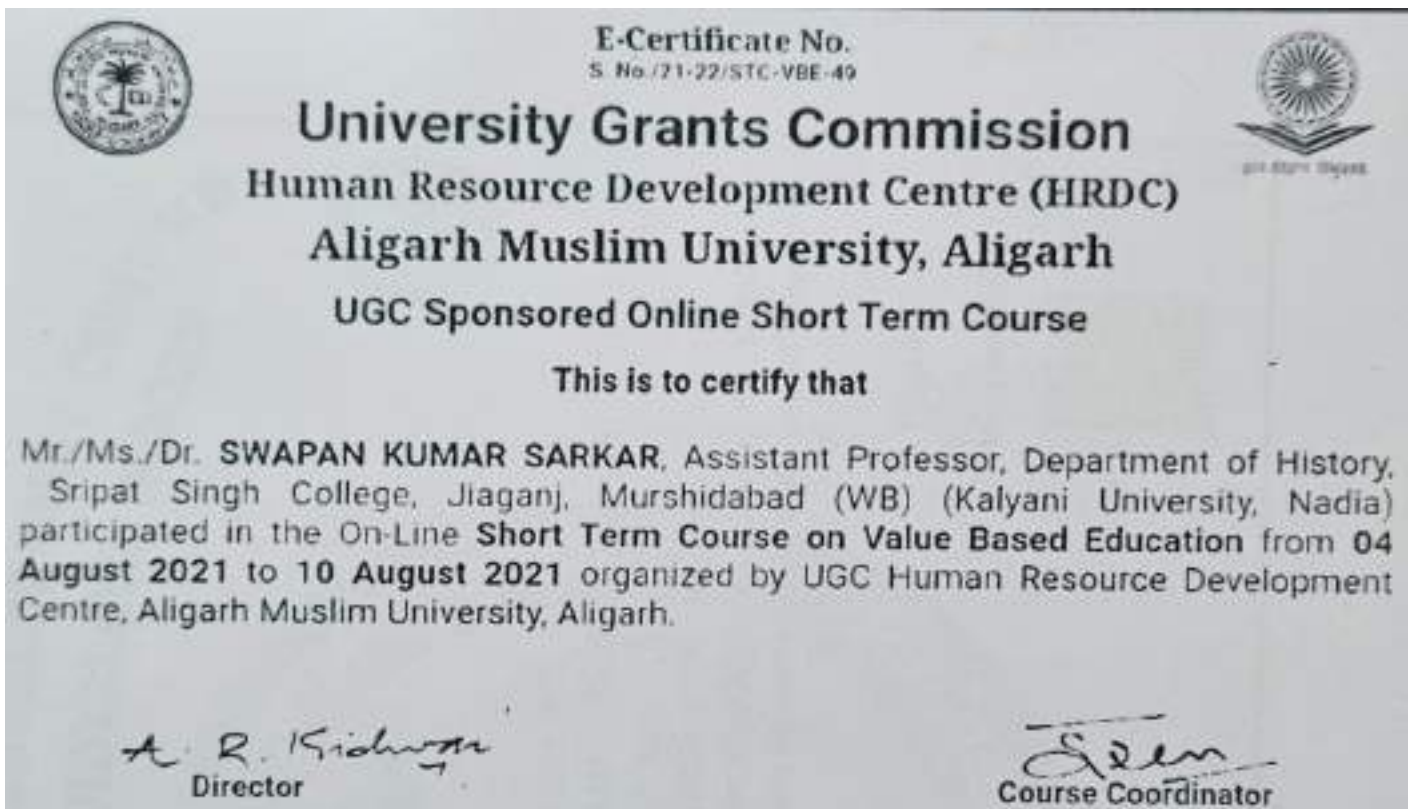 E-Certificate No.
S. No./21-22/STC-VBE-49
University Grants Commission
Human Resource Development Centre (HRDC)
Aligarh Muslim University, Aligarh
UGC Sponsored Online Short Term Course
This is to certify that
Mr./Ms./Dr. SWAPAN KUMAR SARKAR, Assistant Professor, Department of History,
Sripat Singh College, Jiaganj, Murshidabad (WB) (Kalyani University, Nadia)
participated in the On-Line Short Term Course on Value Based Education from 04
August 2021 to 10 August 2021 organized by UGC Human Resource Development
Centre, Aligarh Muslim University, Aligarh.
A. R. Kidwai
Director
Course Coordinator